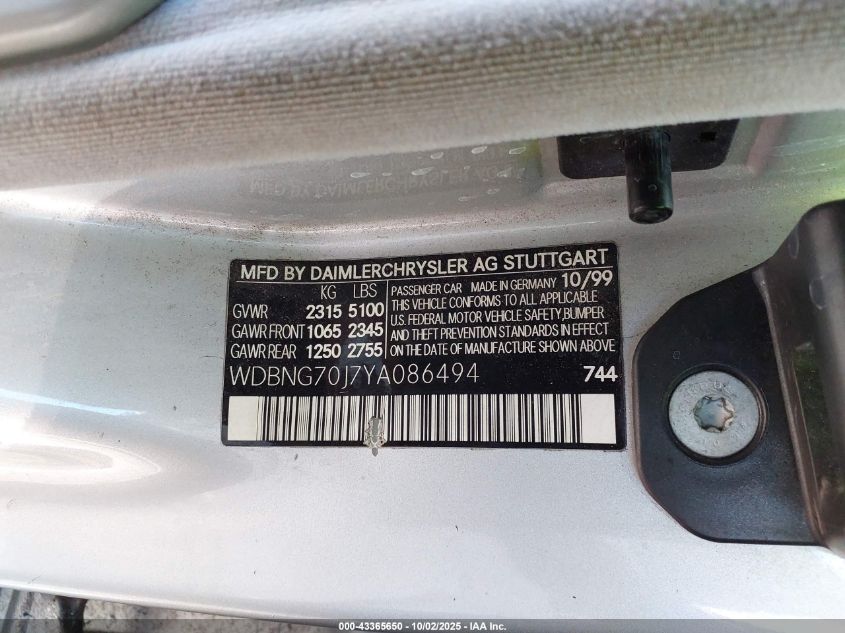 MFD BY DAIMLERCHRYSLER AG STUTTGART
KG LBS
GVWR 2315 5100
GAWR FRONT 1065 2345
GAWR REAR 1250 2755
PASSENGER CAR MADE IN GERMANY 10/99
THIS VEHICLE CONFORMS TO ALL APPLICABLE
U.S. FEDERAL MOTOR VEHICLE SAFETY,BUMPER
AND THEFT PREVENTION STANDARDS IN EFFECT
ON THE DATE OF MANUFACTURE SHOWN ABOVE
WDBNG70J7YA086494 744
000-43365650 - 10/02/2025 - IAA Inc.